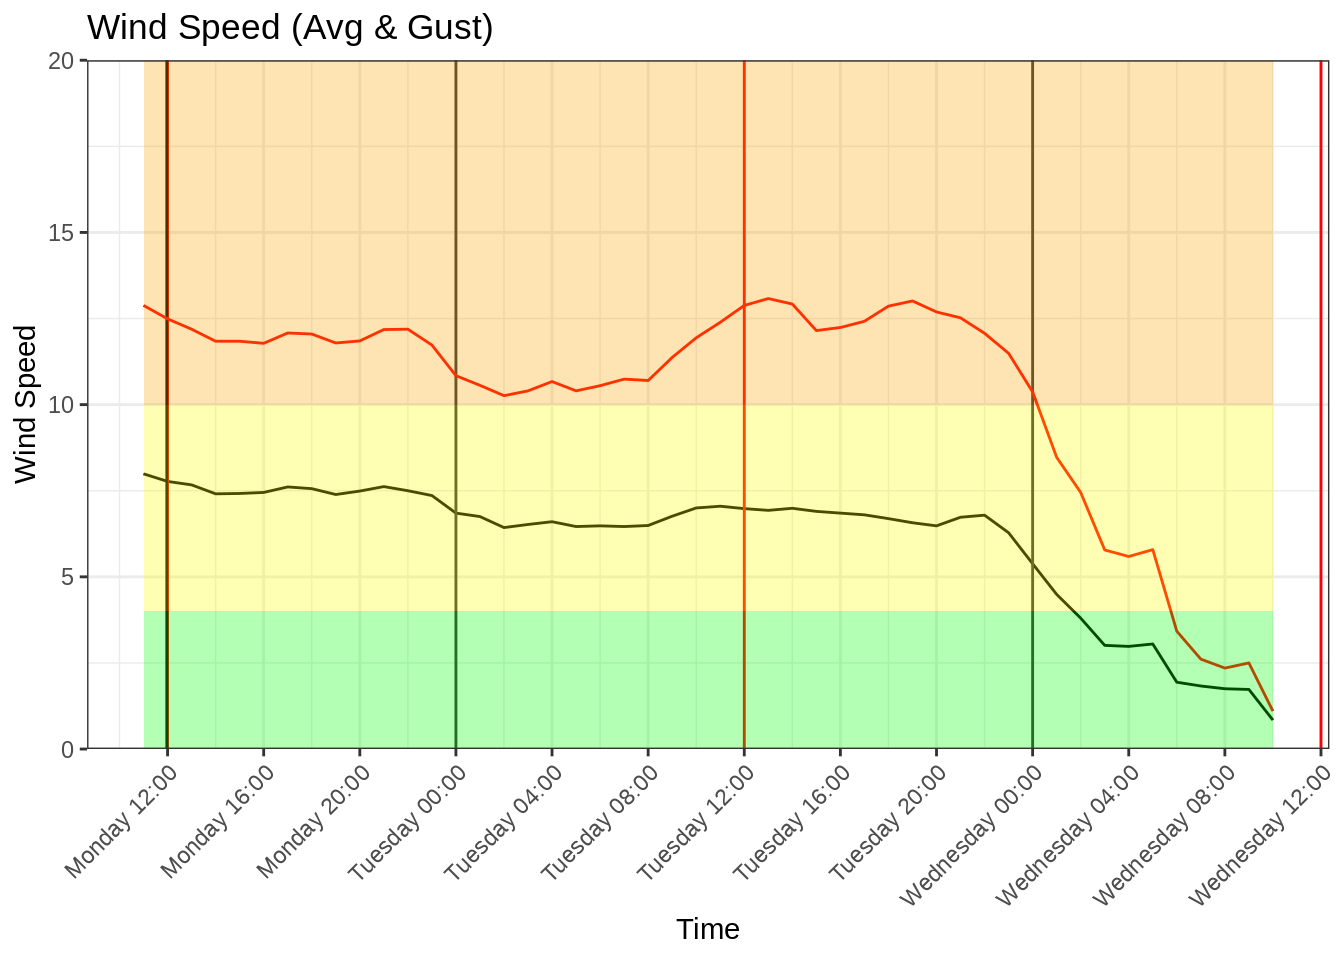 Wind Speed (Avg & Gust)
20
15
10
5
0
Wind Speed
Monday 12:00
Monday 16:00
Monday 20:00
Tuesday 00:00
Tuesday 04:00
Tuesday 08:00
Tuesday 12:00
Tuesday 16:00
Tuesday 20:00
Wednesday 00:00
Wednesday 04:00
Wednesday 08:00
Wednesday 12:00
Time